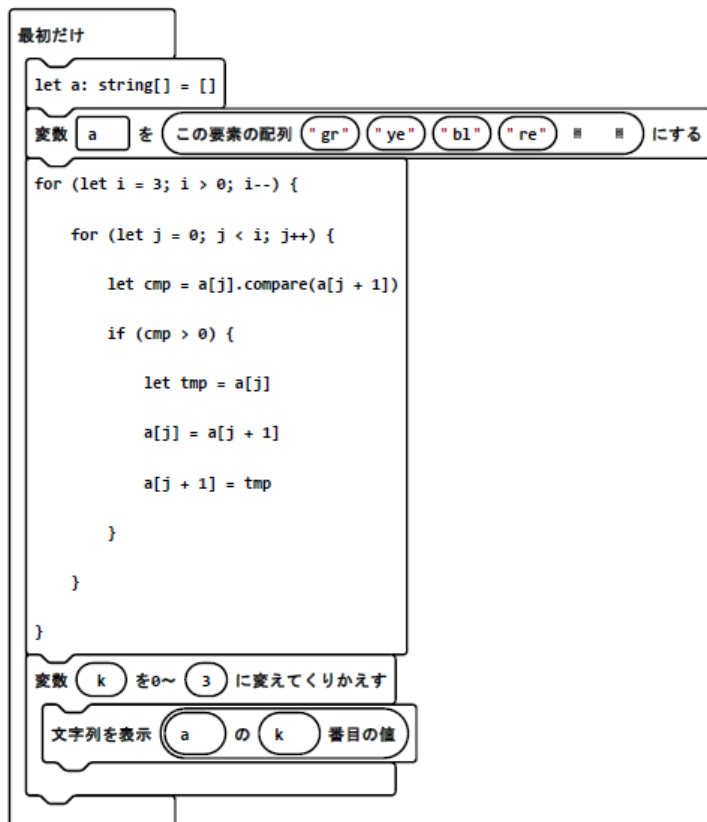 最初だけ
let a: string[] = []
変数 a を この要素の配列 "gr" "ye" "bl" "re" にする
for (let i = 3; i > 0; i--) {
for (let j = 0; j < i; j++) {
let cmp = a[j].compare(a[j + 1])
if (cmp > 0) {
let tmp = a[j]
a[j] = a[j + 1]
a[j + 1] = tmp
}
}
}
変数 k を0～ 3 に変えてくりかえす
文字列を表示 a の k 番目の値